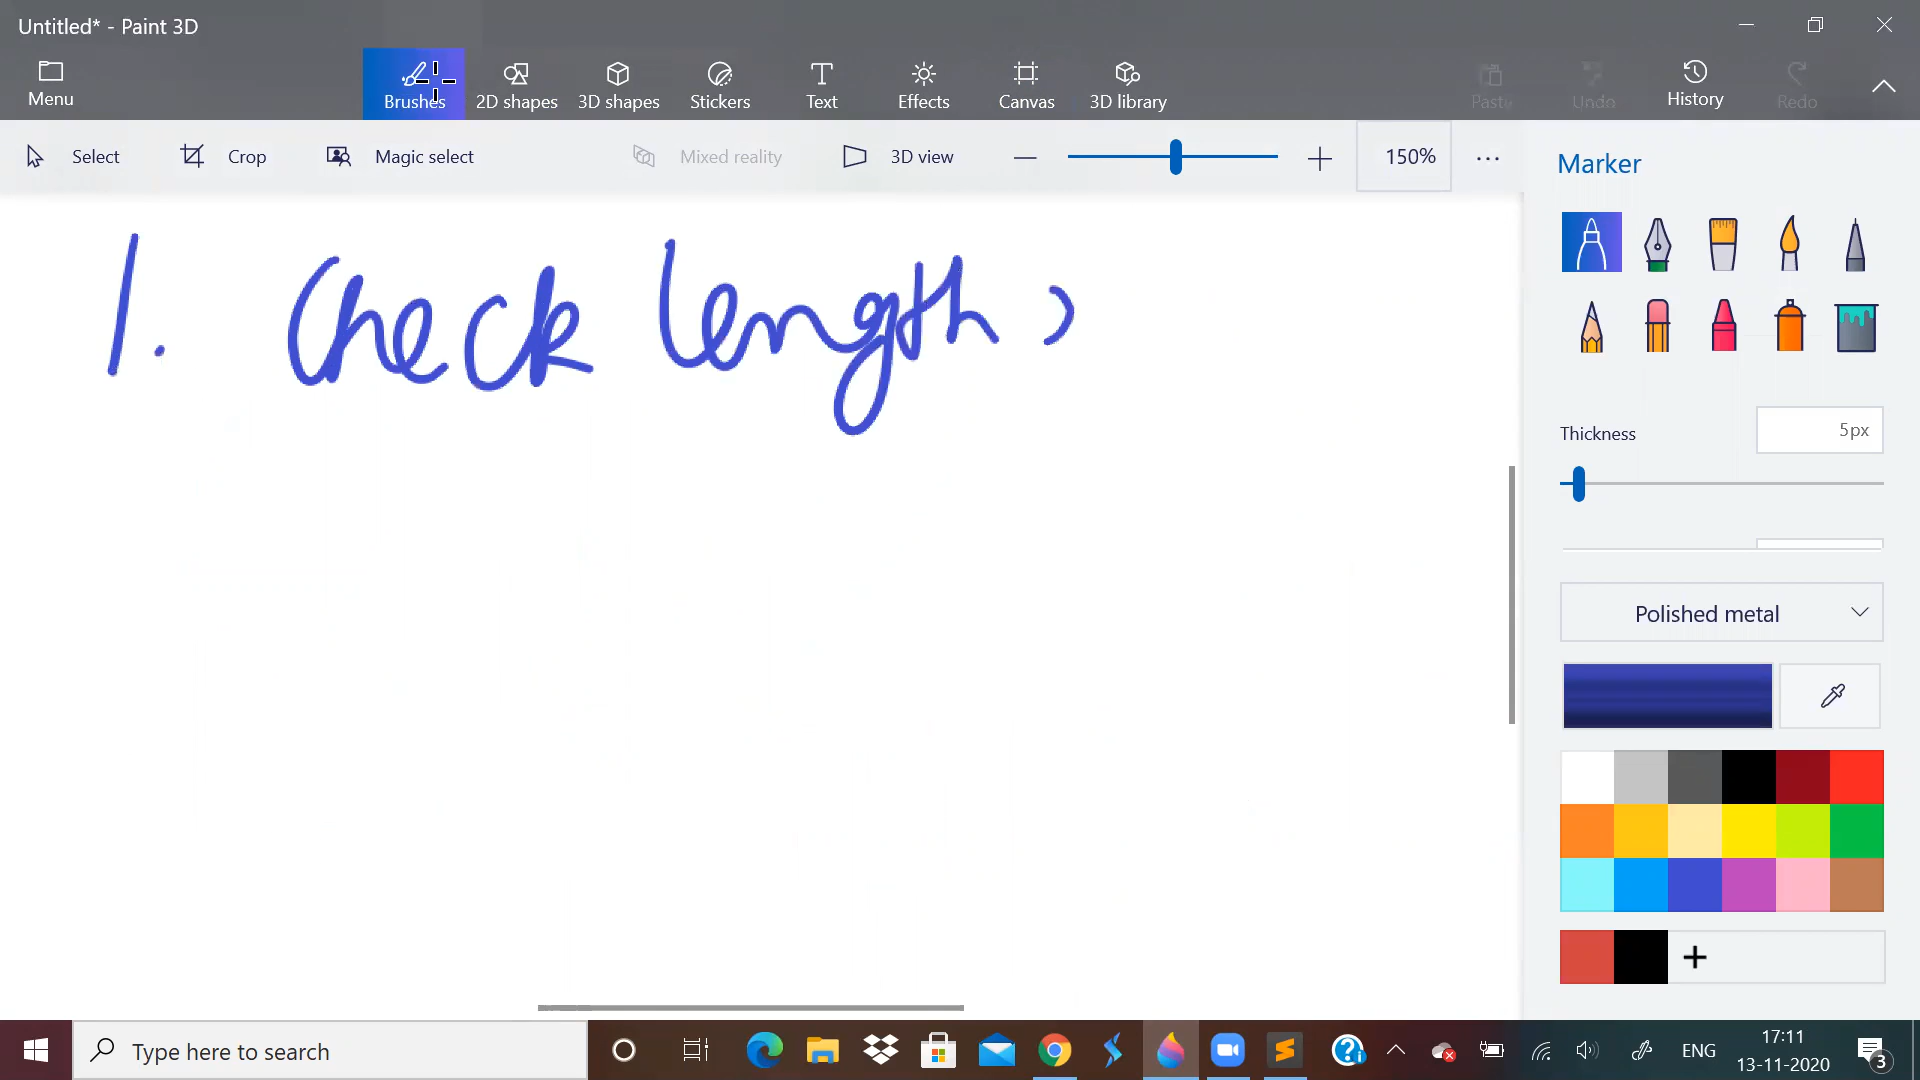 Untitled* - Paint 3D
Menu
Brushes
2D shapes
3D shapes
Stickers
Text
Effects
Canvas
3D library
Paste
Undo
History
Redo
Select
Crop
Magic select
Mixed reality
3D view
150%
Marker
1. Check length >
Thickness
5px
Polished metal
Type here to search
ENG
17:11
13-11-2020
3